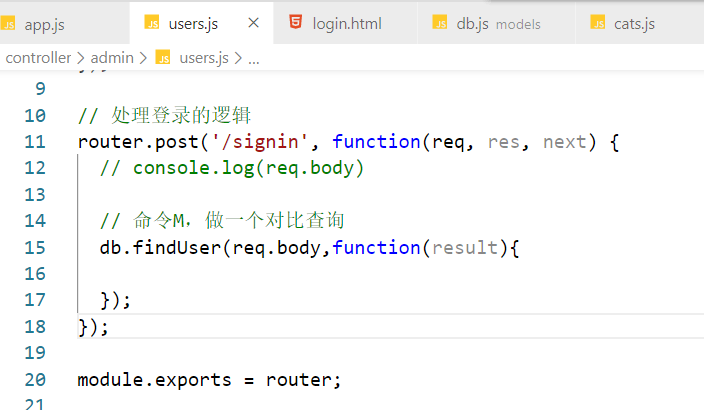 app.js users.js × login.html db.js models cats.js
controller > admin > users.js > ...
9
10 // 处理登录的逻辑
11 router.post('/signin', function(req, res, next) {
12 // console.log(req.body)
13
14 // 命令M，做一个对比查询
15 db.findUser(req.body,function(result){
16
17 });
18 });
19
20 module.exports = router;
21